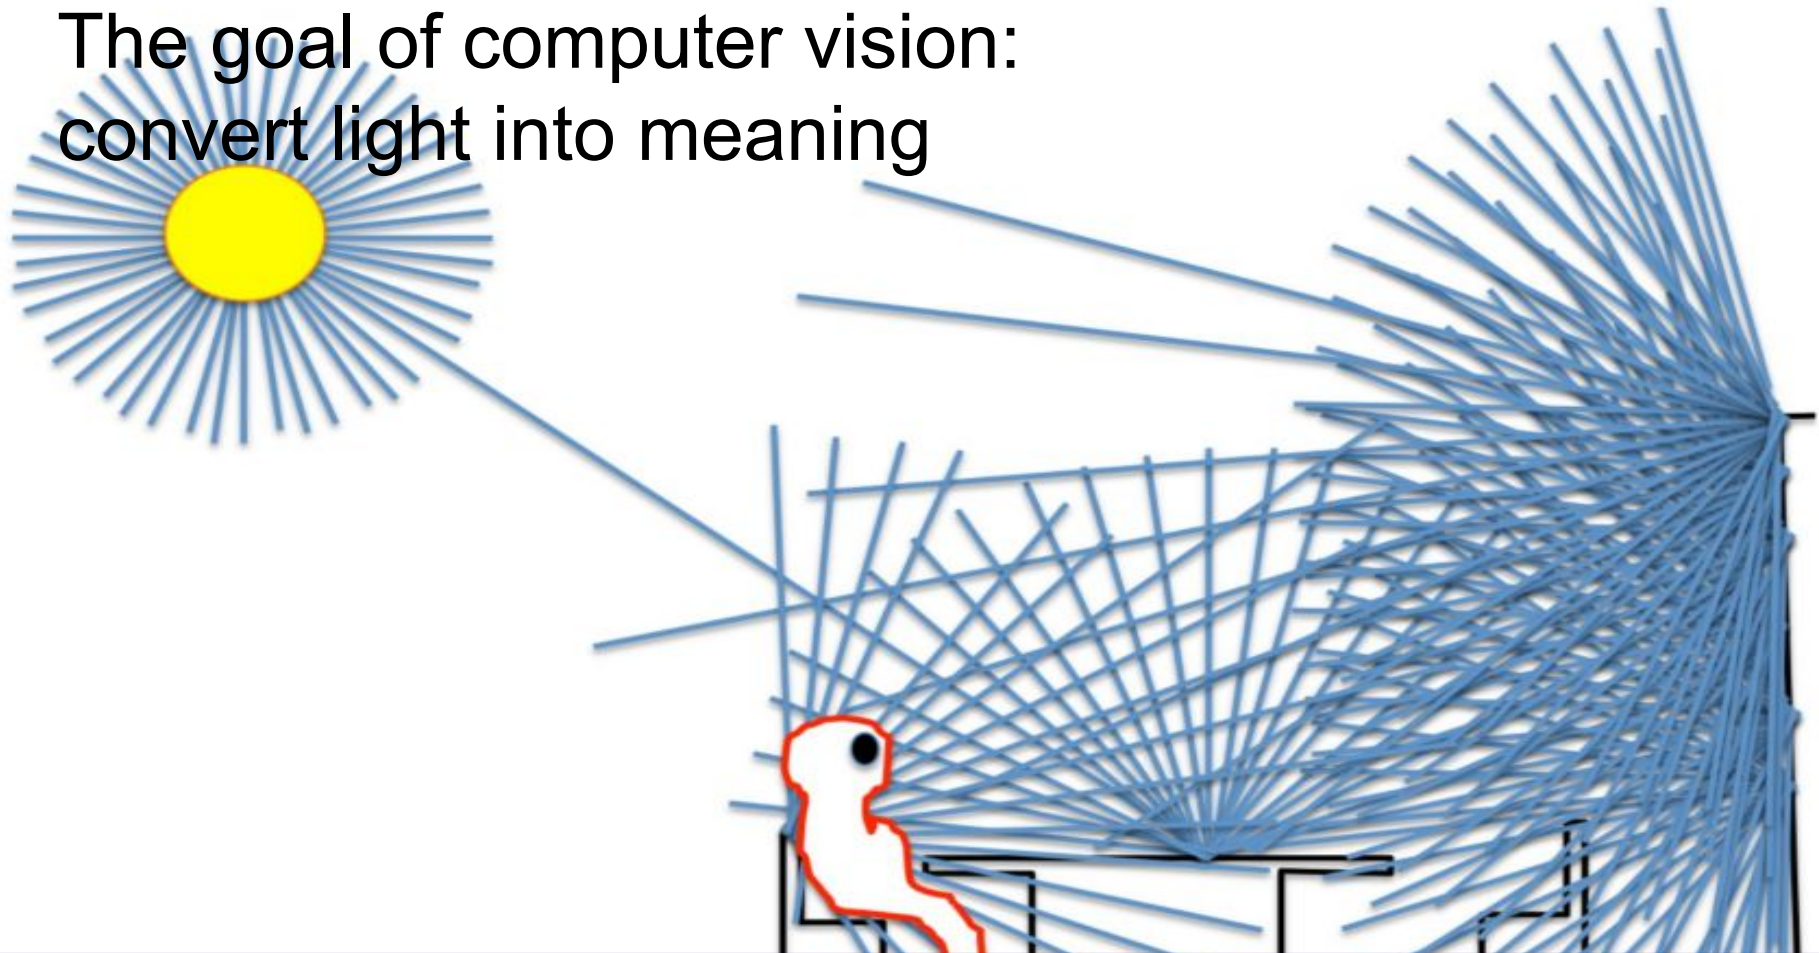 The goal of computer vision:
convert light into meaning